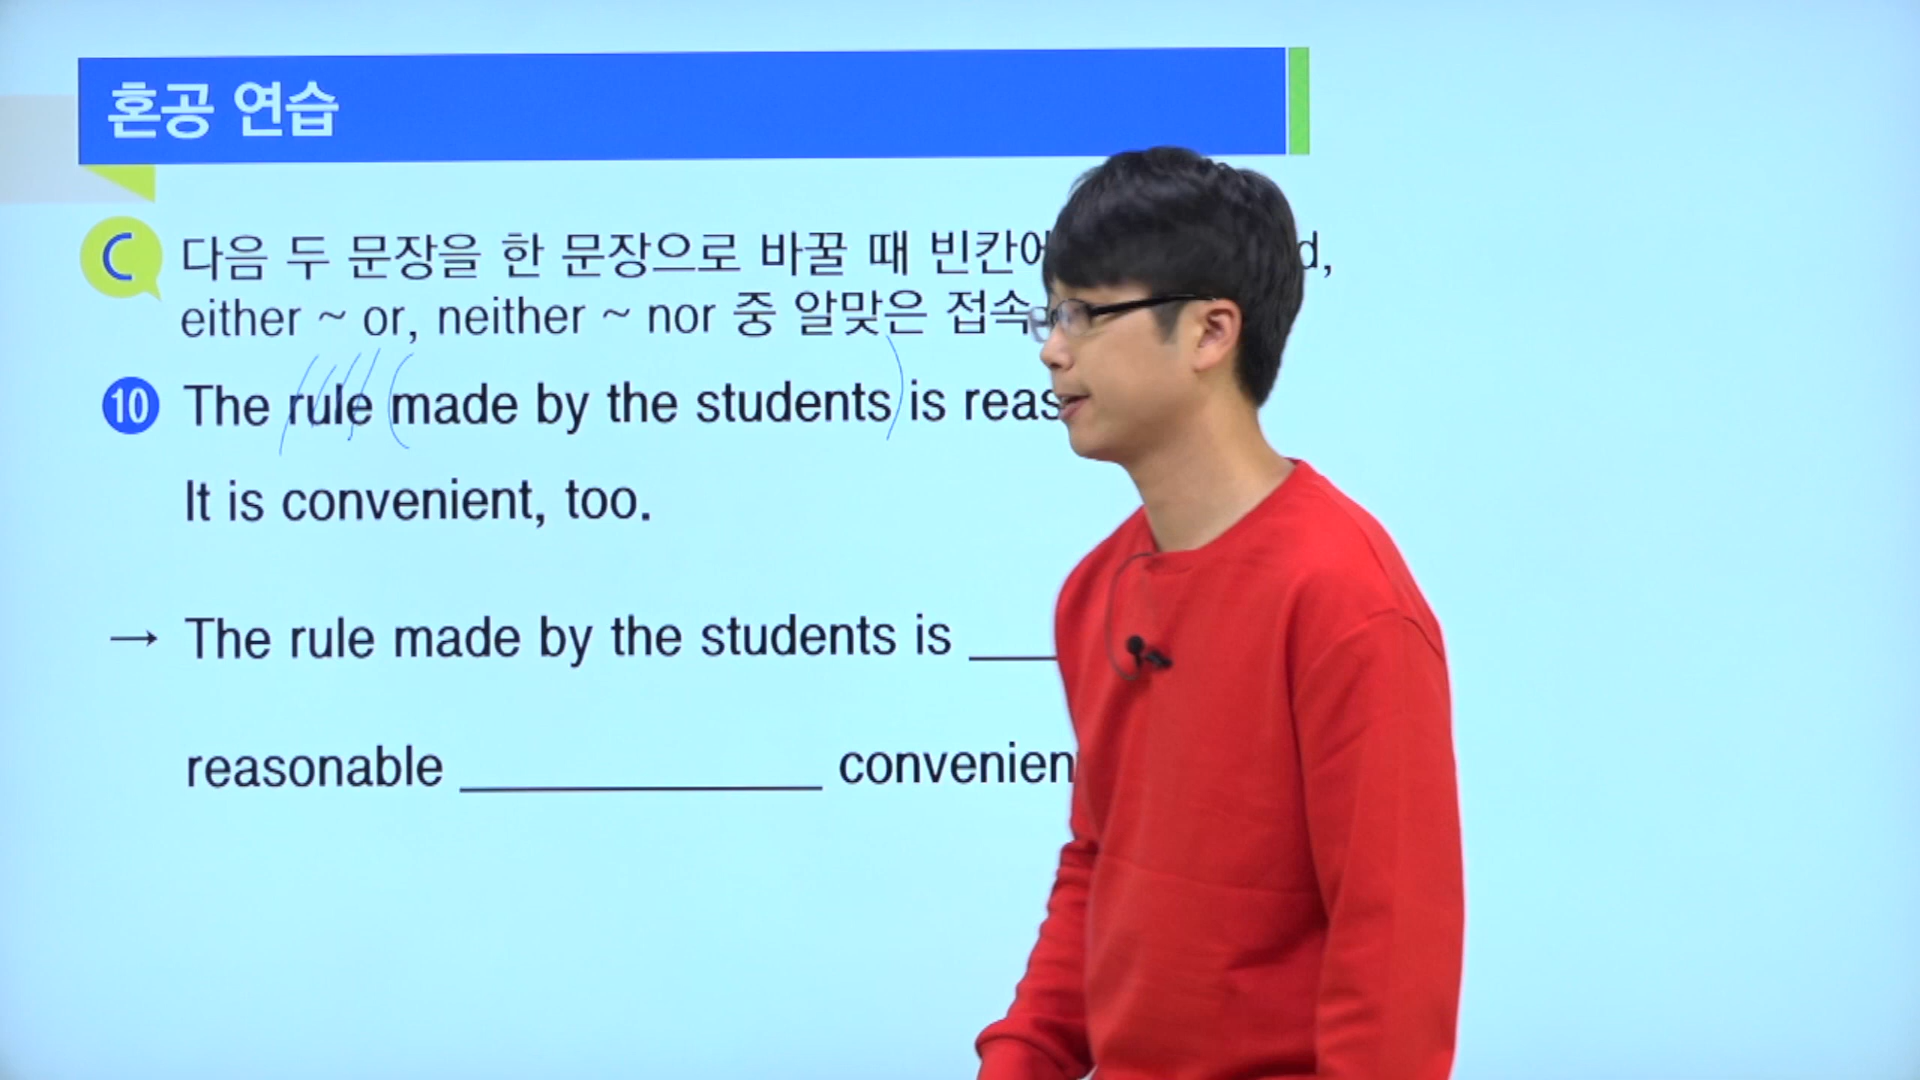 혼공 연습
C 다음 두 문장을 한 문장으로 바꿀 때 빈칸에
either ~ or, neither ~ nor 중 알맞은 접속
10 The rule made by the students is
It is convenient, too.
→ The rule made by the students is
reasonable convenient